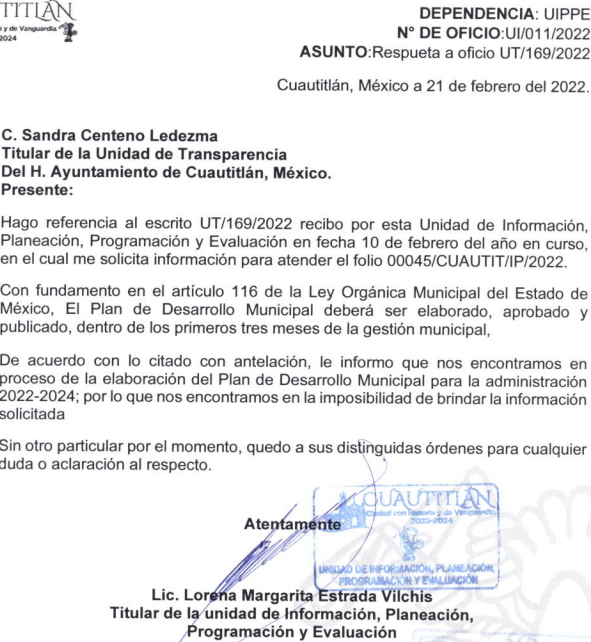 TITLÁN
a y de Vanguardia
2024
DEPENDENCIA: UIPPE
N° DE OFICIO:UI/011/2022
ASUNTO:Respueta a oficio UT/169/2022
Cuautitlán, México a 21 de febrero del 2022.
C. Sandra Centeno Ledezma
Titular de la Unidad de Transparencia
Del H. Ayuntamiento de Cuautitlán, México.
Presente:
Hago referencia al escrito UT/169/2022 recibo por esta Unidad de Información,
Planeación, Programación y Evaluación en fecha 10 de febrero del año en curso,
en el cual me solicita información para atender el folio 00045/CUAUTIT/IP/2022.
Con fundamento en el artículo 116 de la Ley Orgánica Municipal del Estado de
México, El Plan de Desarrollo Municipal deberá ser elaborado, aprobado y
publicado, dentro de los primeros tres meses de la gestión municipal,
De acuerdo con lo citado con antelación, le informo que nos encontramos en
proceso de la elaboración del Plan de Desarrollo Municipal para la administración
2022-2024; por lo que nos encontramos en la imposibilidad de brindar la información
solicitada
Sin otro particular por el momento, quedo a sus distinguidas órdenes para cualquier
duda o aclaración al respecto.
CUAUTITLÁN
Ciudad con Historia y de Vanguardia
2022-2024
Atentamente
UNIDAD DE INFORMACIÓN, PLANEACIÓN,
PROGRAMACIÓN Y EVALUACIÓN
Lic. Lorena Margarita Estrada Vilchis
Titular de la unidad de Información, Planeación,
Programación y Evaluación